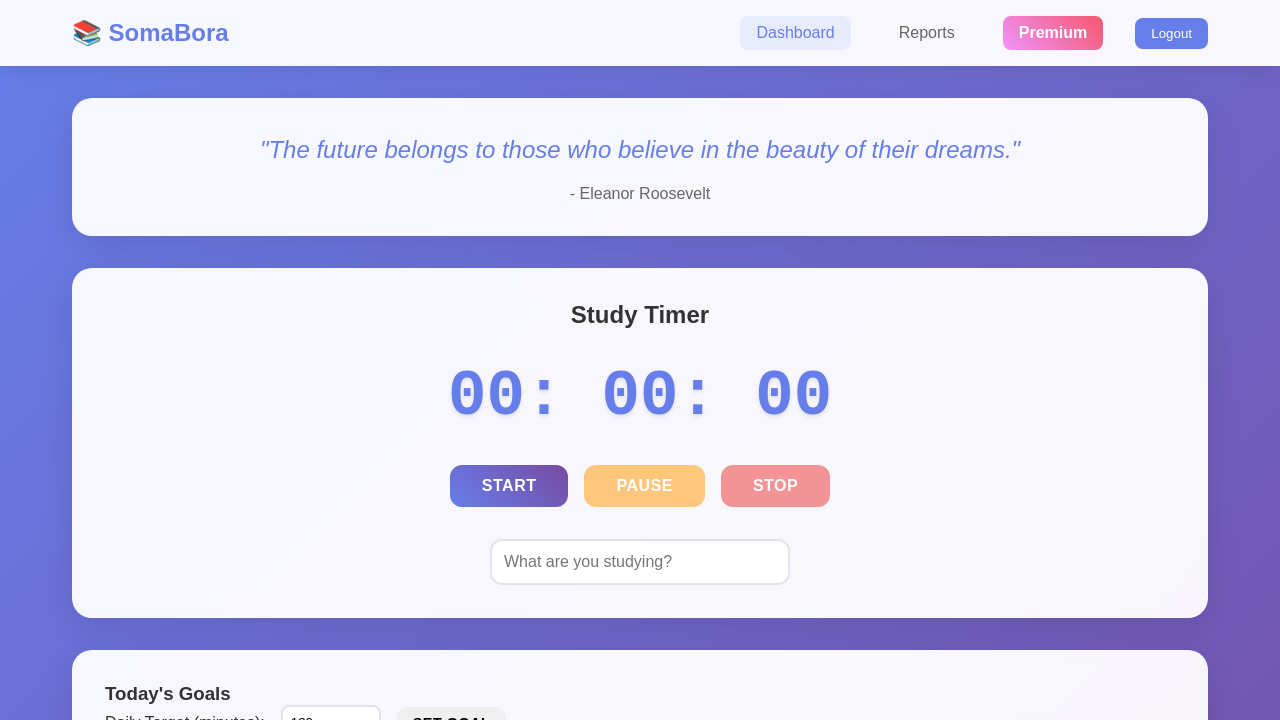 📚 SomaBora
Dashboard
Reports
Premium
Logout
"The future belongs to those who believe in the beauty of their dreams."
- Eleanor Roosevelt
Study Timer
00: 00: 00
START
PAUSE
STOP
What are you studying?
Today's Goals
Daily Target (minutes):
SET GOAL